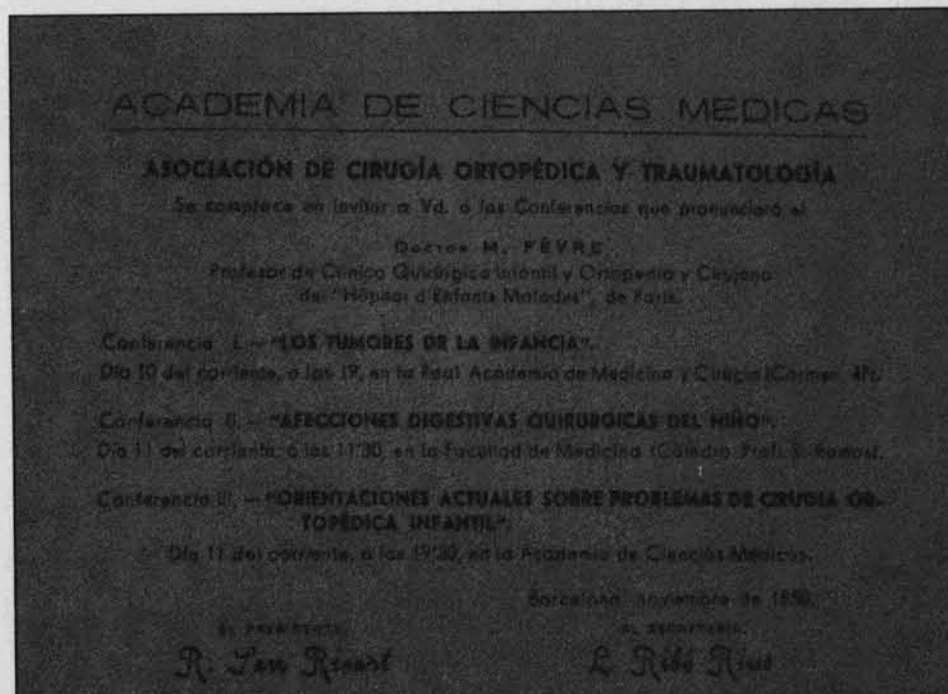 ACADEMIA DE CIENCIAS MEDICAS
ASOCIACIÓN DE CIRUGÍA ORTOPÉDICA Y TRAUMATOLOGÍA
Se complace en invitar a Vd. a las Conferencias que pronunciará el
Doctor M. FÈVRE
Profesor de Clínica Quirúrgica Infantil y Ortopedia y Cirujano
del "Hôpital d'Enfants Malades", de París.
Conferencia I. — "LOS TUMORES DE LA INFANCIA".
Día 10 del corriente, a las 19, en la Real Academia de Medicina y Cirugía (Carmen, 47).
Conferencia II. — "AFECCIONES DIGESTIVAS QUIRURGICAS DEL NIÑO".
Día 11 del corriente, a las 11'30, en la Facultad de Medicina (Cátedra Prof. R. Ramos).
Conferencia III. — "ORIENTACIONES ACTUALES SOBRE PROBLEMAS DE CIRUGIA OR-
TOPÉDICA INFANTIL".
Día 11 del corriente, a las 19'30, en la Academia de Ciencias Médicas.
Barcelona, noviembre de
EL PRESIDENTE, EL SECRETARIO,
R. San Ricart L. Ribó Rius